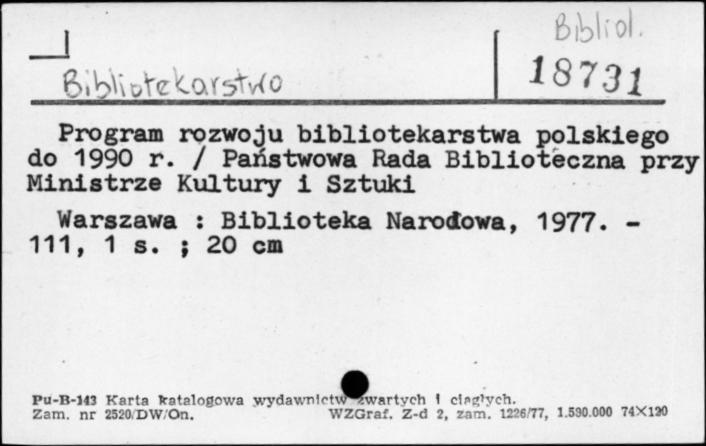 Bibliol.
18731
Bibliotekarstwo
Program rozwoju bibliotekarstwa polskiego
do 1990 r. / Państwowa Rada Biblioteczna przy
Ministrze Kultury i Sztuki
Warszawa : Biblioteka Narodowa, 1977. -
111, 1 s. ; 20 cm
Pu-B-143 Karta katalogowa wydawnictw zwartych i ciągłych.
Zam. nr 2520/DW/On. WZGraf. Z-d 2, zam. 1226/77, 1.590.000 74×120